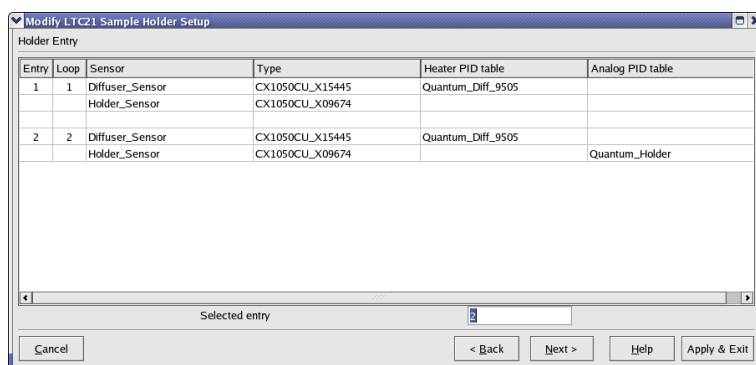 Modify LTC21 Sample Holder Setup
Holder Entry
Entry Loop Sensor Type Heater PID table Analog PID table
1 1 Diffuser_Sensor CX1050CU_X15445 Quantum_Diff_9505
Holder_Sensor CX1050CU_X09674
2 2 Diffuser_Sensor CX1050CU_X15445 Quantum_Diff_9505
Holder_Sensor CX1050CU_X09674 Quantum_Holder
Selected entry 2
Cancel < Back Next > Help Apply & Exit